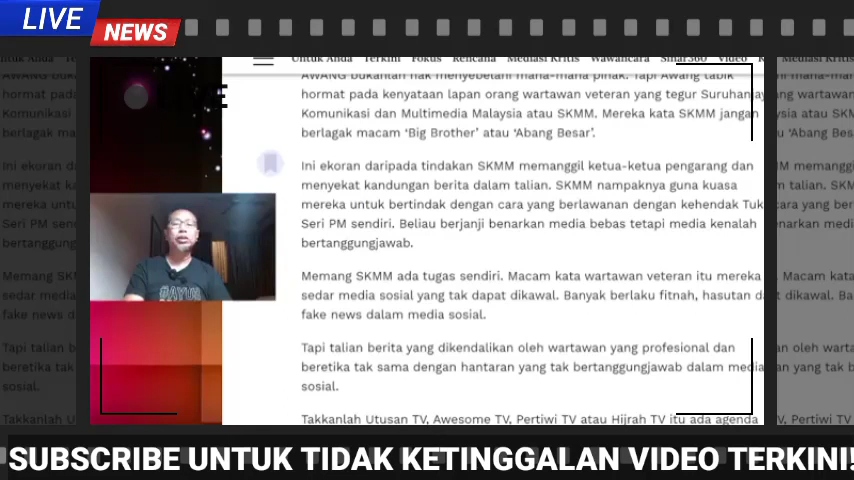 LIVE
NEWS
Untuk Anda Terkini Fokus Rencana Mediasi Kritis Wawancara Sinar360 Video
AWANG bukanlah nak menyebelahi mana-mana pihak. Tapi Awang tabik
hormat pada kenyataan lapan orang wartawan veteran yang tegur Suruhanjay
Komunikasi dan Multimedia Malaysia atau SKMM. Mereka kata SKMM jangan
berlagak macam ‘Big Brother’ atau ‘Abang Besar’.
Ini ekoran daripada tindakan SKMM memanggil ketua-ketua pengarang dan
menyekat kandungan berita dalam talian. SKMM nampaknya guna kuasa
mereka untuk bertindak dengan cara yang berlawanan dengan kehendak Tuk
Seri PM sendiri. Beliau berjanji benarkan media bebas tetapi media kenalah
bertanggungjawab.
Memang SKMM ada tugas sendiri. Macam kata wartawan veteran itu mereka
sedar media sosial yang tak dapat dikawal. Banyak berlaku fitnah, hasutan da
fake news dalam media sosial.
Tapi talian berita yang dikendalikan oleh wartawan yang profesional dan
beretika tak sama dengan hantaran yang tak bertanggungjawab dalam media
sosial.
Takkanlah Utusan TV, Awesome TV, Pertiwi TV atau Hijrah TV itu ada agenda
SUBSCRIBE UNTUK TIDAK KETINGGALAN VIDEO TERKINI!